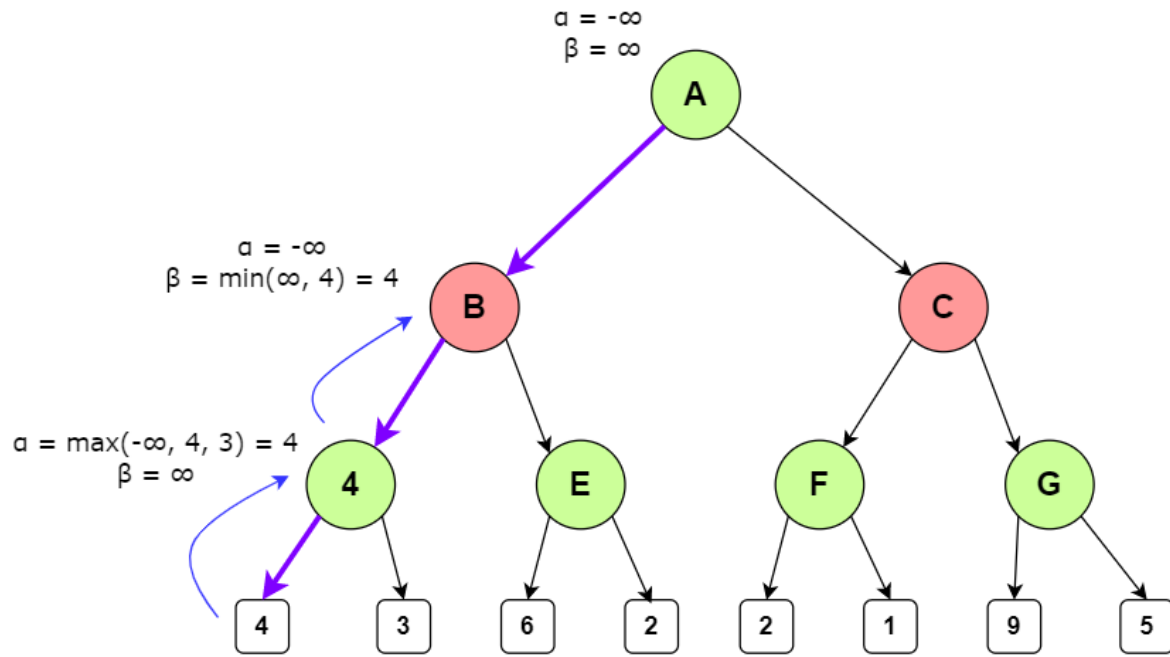 α = -∞
β = ∞
A
α = -∞
β = min(∞, 4) = 4
B
C
α = max(-∞, 4, 3) = 4
β = ∞
4
E
F
G
4
3
6
2
2
1
9
5